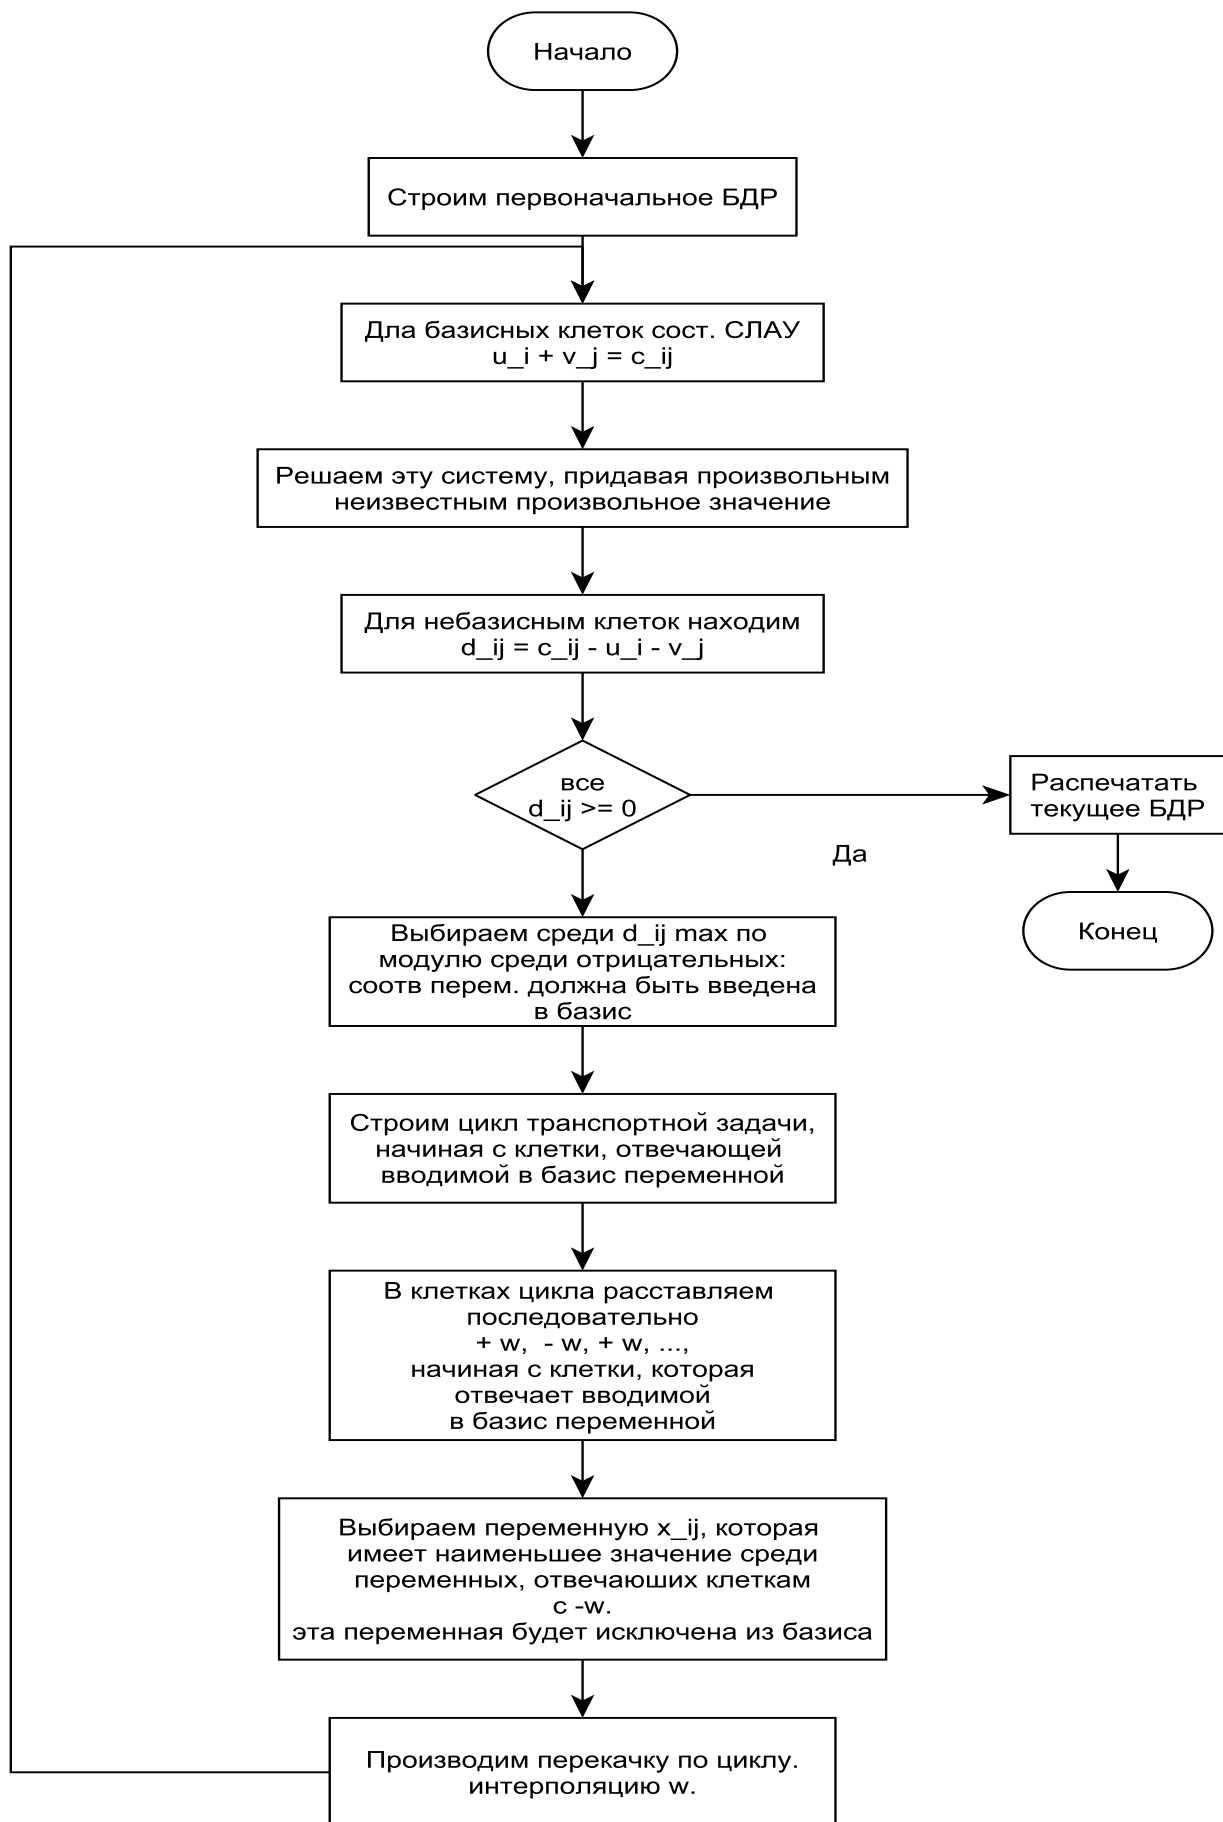 Начало
Строим первоначальное БДР
Дла базисных клеток сост. СЛАУ
u_i + v_j = c_ij
Решаем эту систему, придавая произвольным
неизвестным произвольное значение
Для небазисным клеток находим
d_ij = c_ij - u_i - v_j
все
d_ij >= 0
Да
Распечатать
текущее БДР
Конец
Выбираем среди d_ij max по
модулю среди отрицательных:
соотв перем. должна быть введена
в базис
Строим цикл транспортной задачи,
начиная с клетки, отвечающей
вводимой в базис переменной
В клетках цикла расставляем
последовательно
+ w,  - w, + w, ...,
начиная с клетки, которая
отвечает вводимой
в базис переменной
Выбираем переменную x_ij, которая
имеет наименьшее значение среди
переменных, отвечаюших клеткам
с -w.
эта переменная будет исключена из базиса
Производим перекачку по циклу.
интерполяцию w.